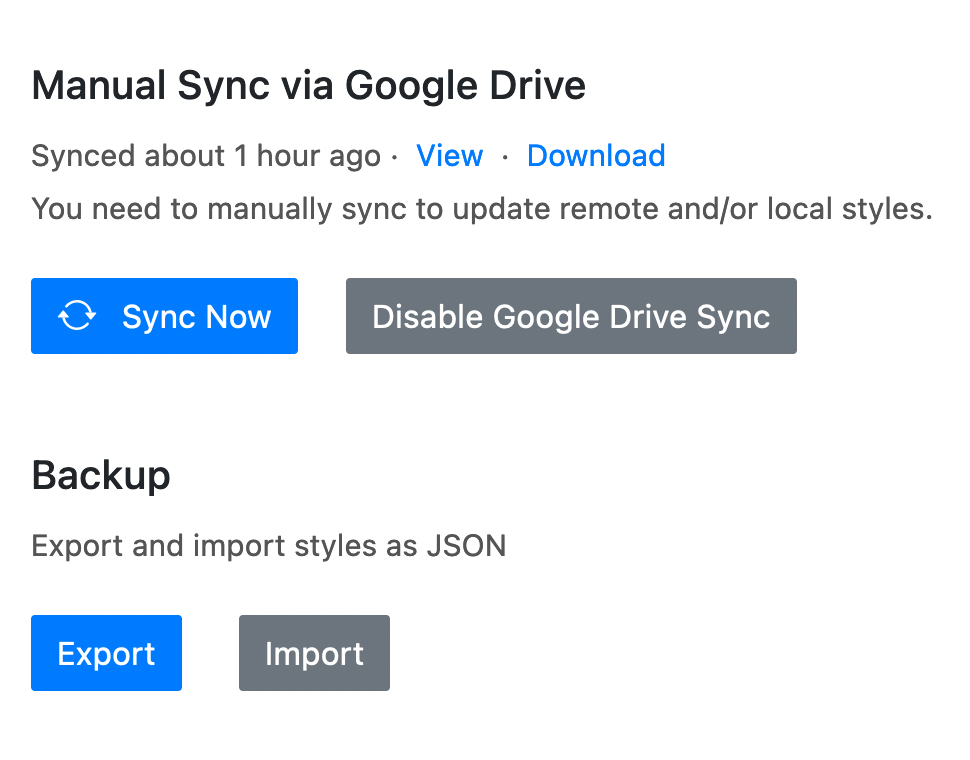 Manual Sync via Google Drive
Synced about 1 hour ago · View · Download
You need to manually sync to update remote and/or local styles.
Sync Now
Disable Google Drive Sync
Backup
Export and import styles as JSON
Export
Import